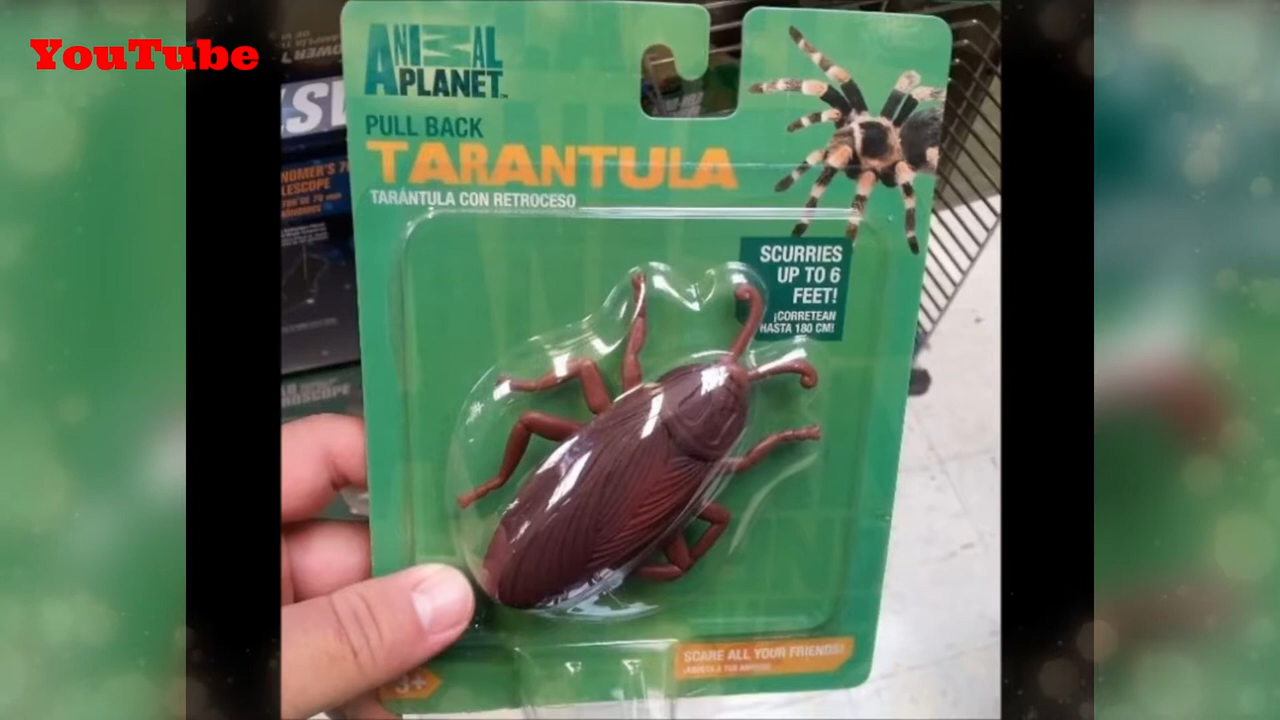 YouTube
ANIMAL
PLANET
PULL BACK
TARANTULA
TARÁNTULA CON RETROCESO
SCURRIES
UP TO 6
FEET!
¡CORRETEAN
HASTA 180 CM!
SCARE ALL YOUR FRIENDS!
3+